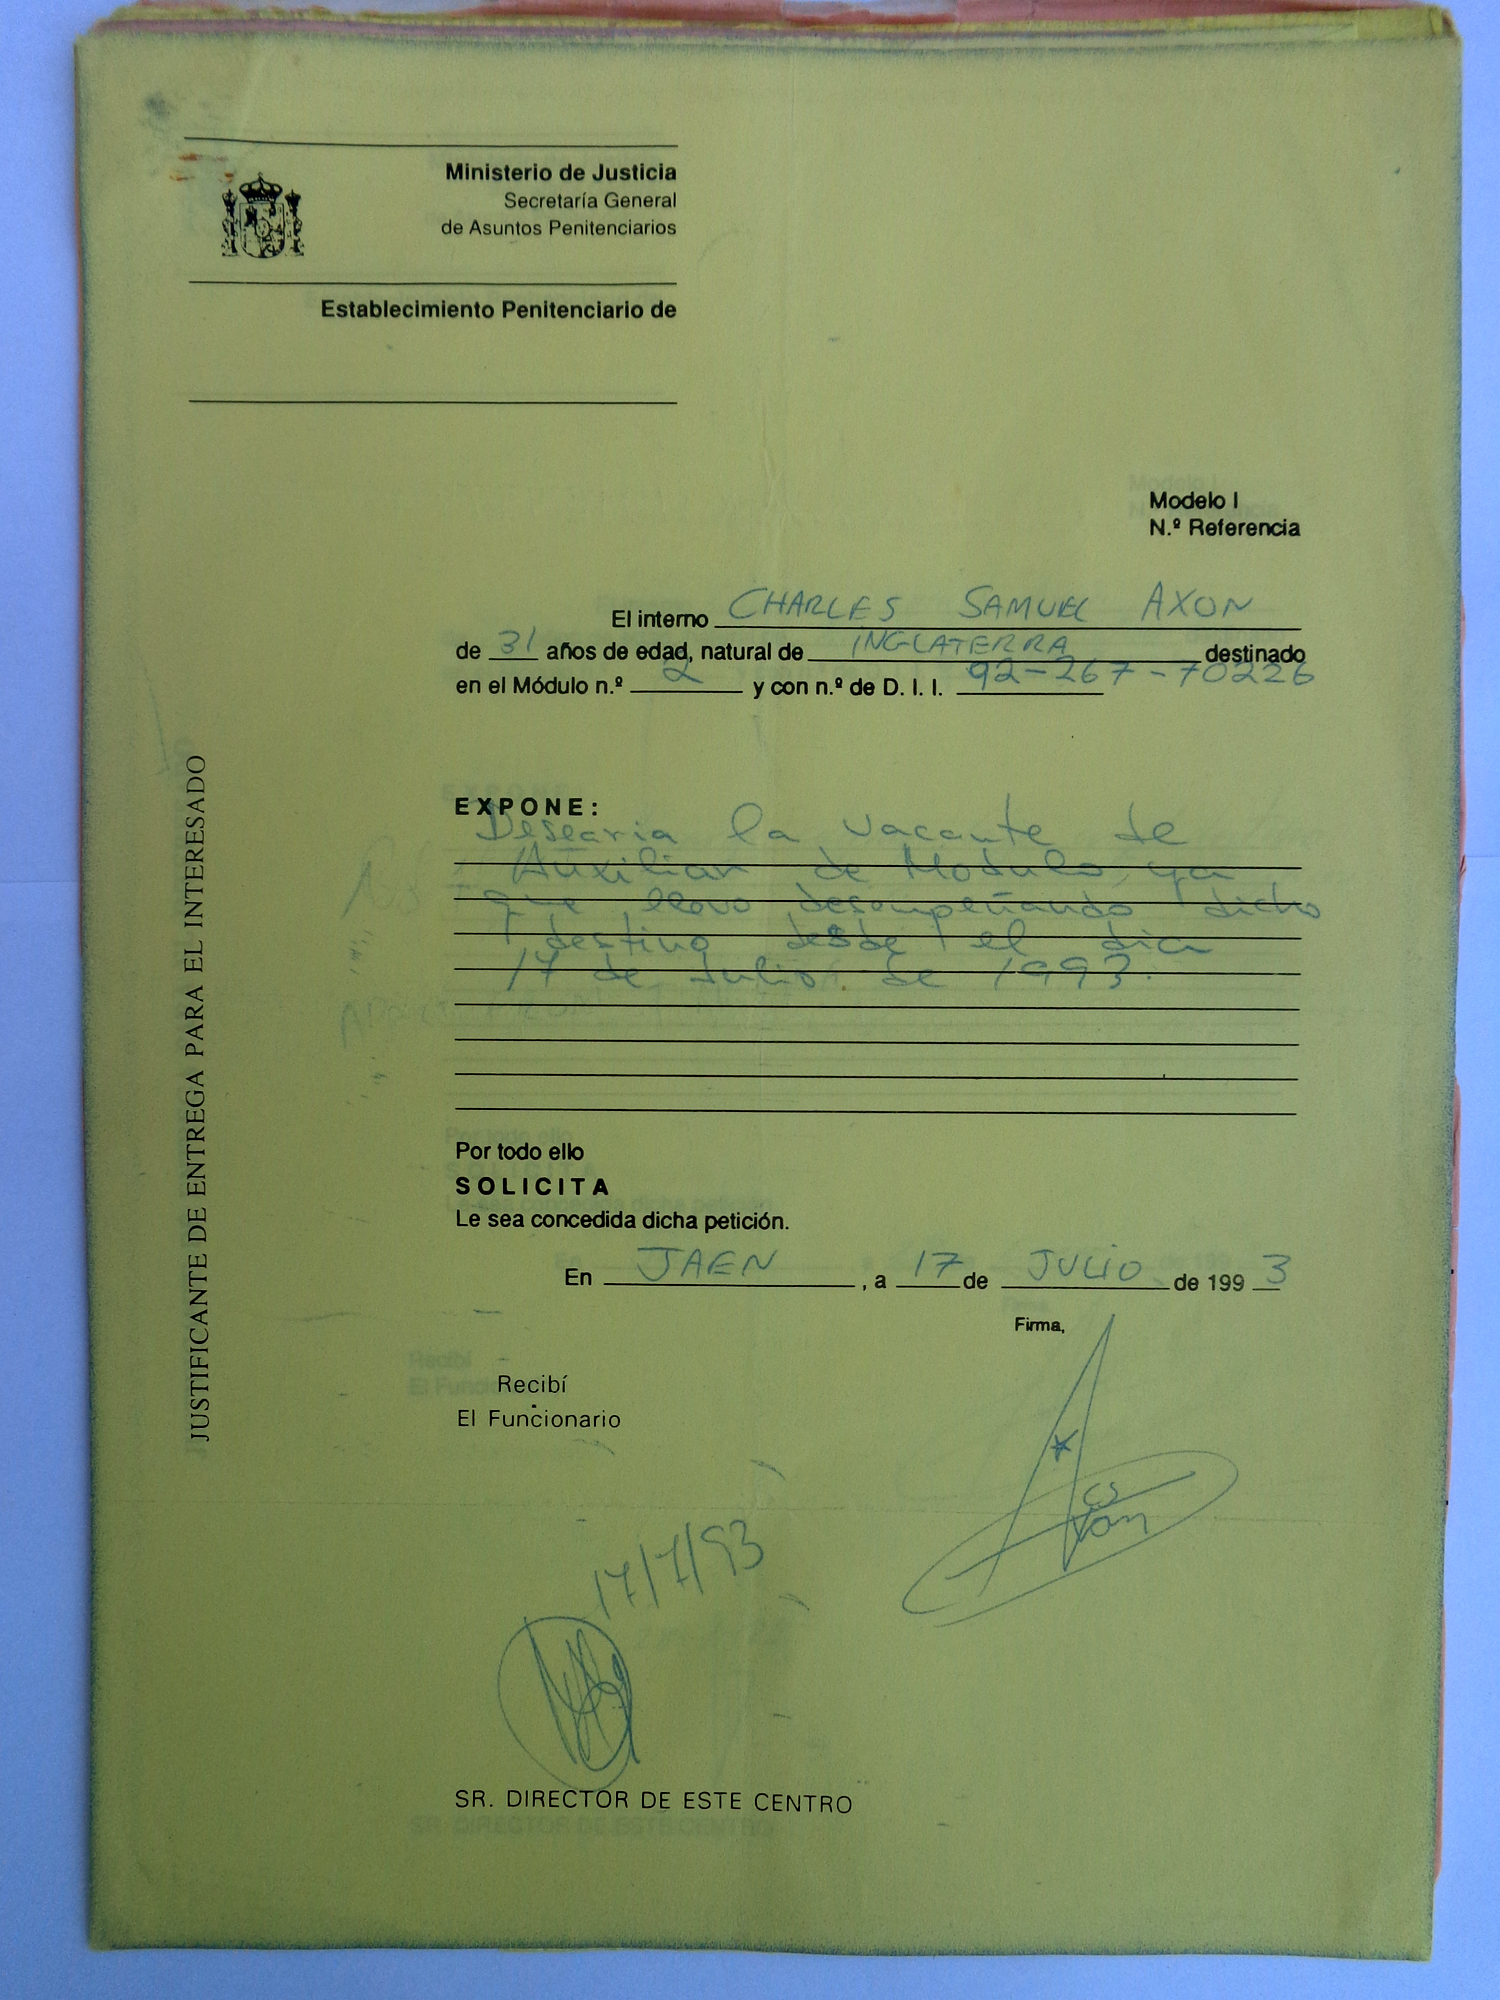 Ministerio de Justicia
Secretaría General
de Asuntos Penitenciarios
Establecimiento Penitenciario de
Modelo I
N.º Referencia
El interno CHARLES SAMUEL AXON
de 31 años de edad, natural de INGLATERRA destinado
en el Módulo n.º 2 y con n.º de D. I. I. 92-267-70226
EXPONE:
Desearia la vacante de
Auxiliar de Modulo, ya
que llevo desempeñando dicho
destino desde el dia
17 de Julio de 1993.
Por todo ello
SOLICITA
Le sea concedida dicha petición.
En JAEN, a 17 de JULIO de 1993
Firma,
Recibí
El Funcionario
CS
Axon
17/7/93
SR. DIRECTOR DE ESTE CENTRO
JUSTIFICANTE DE ENTREGA PARA EL INTERESADO